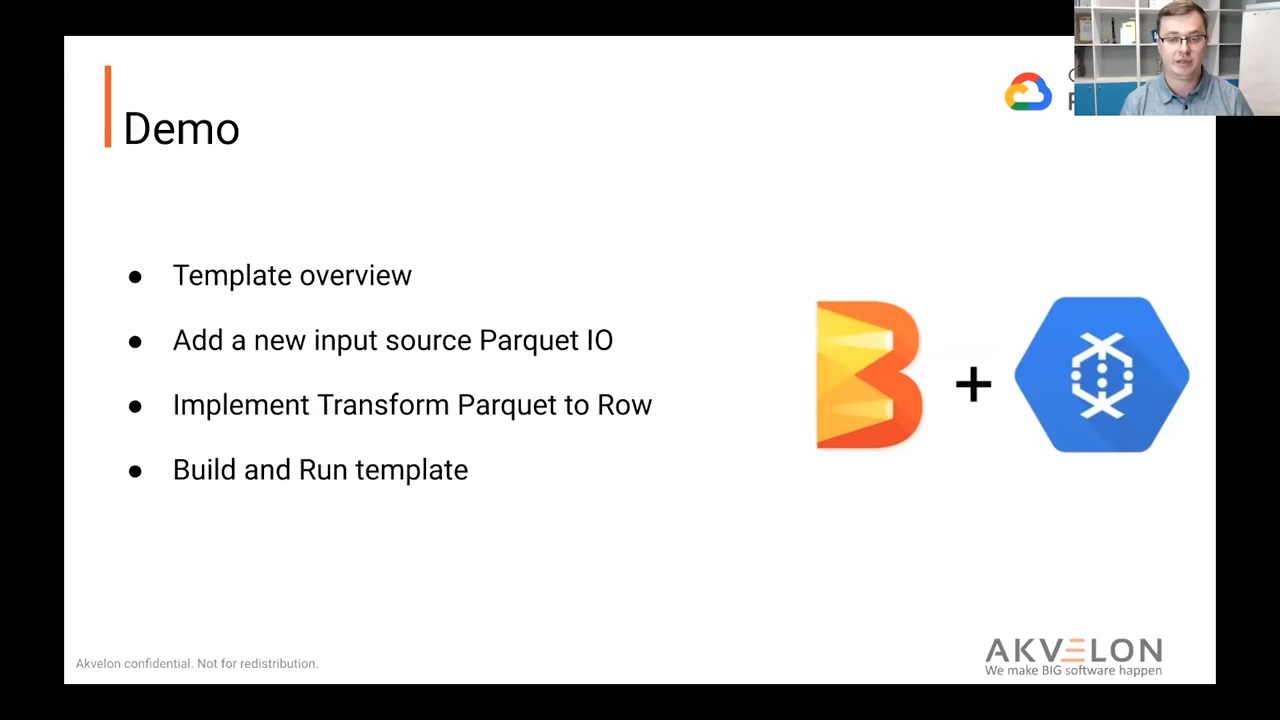 Demo
● Template overview
● Add a new input source Parquet IO
● Implement Transform Parquet to Row
● Build and Run template
+
AKVELON
We make BIG software happen
Akvelon confidential. Not for redistribution.